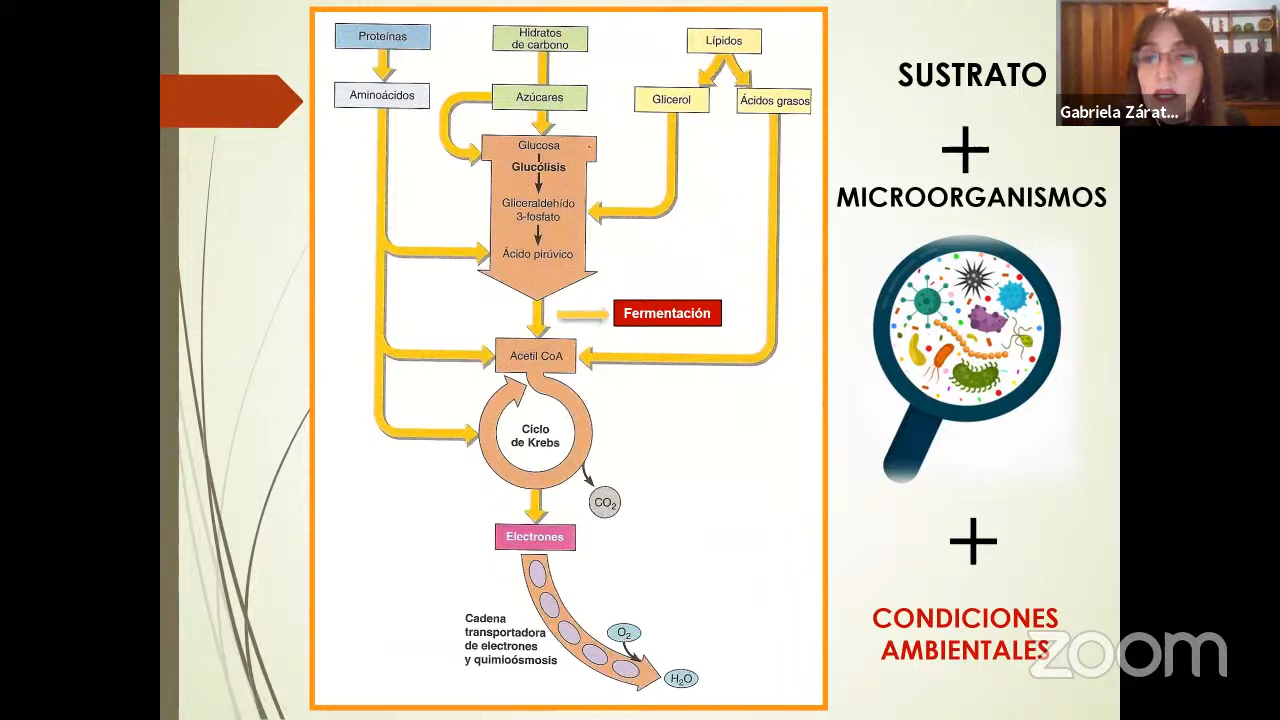 Proteínas
Hidratos
de carbono
Lípidos
Aminoácidos
Azúcares
Glicerol
Ácidos grasos
Glucosa
Glucólisis
Gliceraldehído
3-fosfato
Ácido pirúvico
Fermentación
Acetil CoA
Ciclo
de Krebs
CO2
Electrones
Cadena
transportadora
de electrones
y quimioósmosis
O2
H2O
SUSTRATO
+
MICROORGANISMOS
+
CONDICIONES
AMBIENTALES
Gabriela Zárat...
zoom